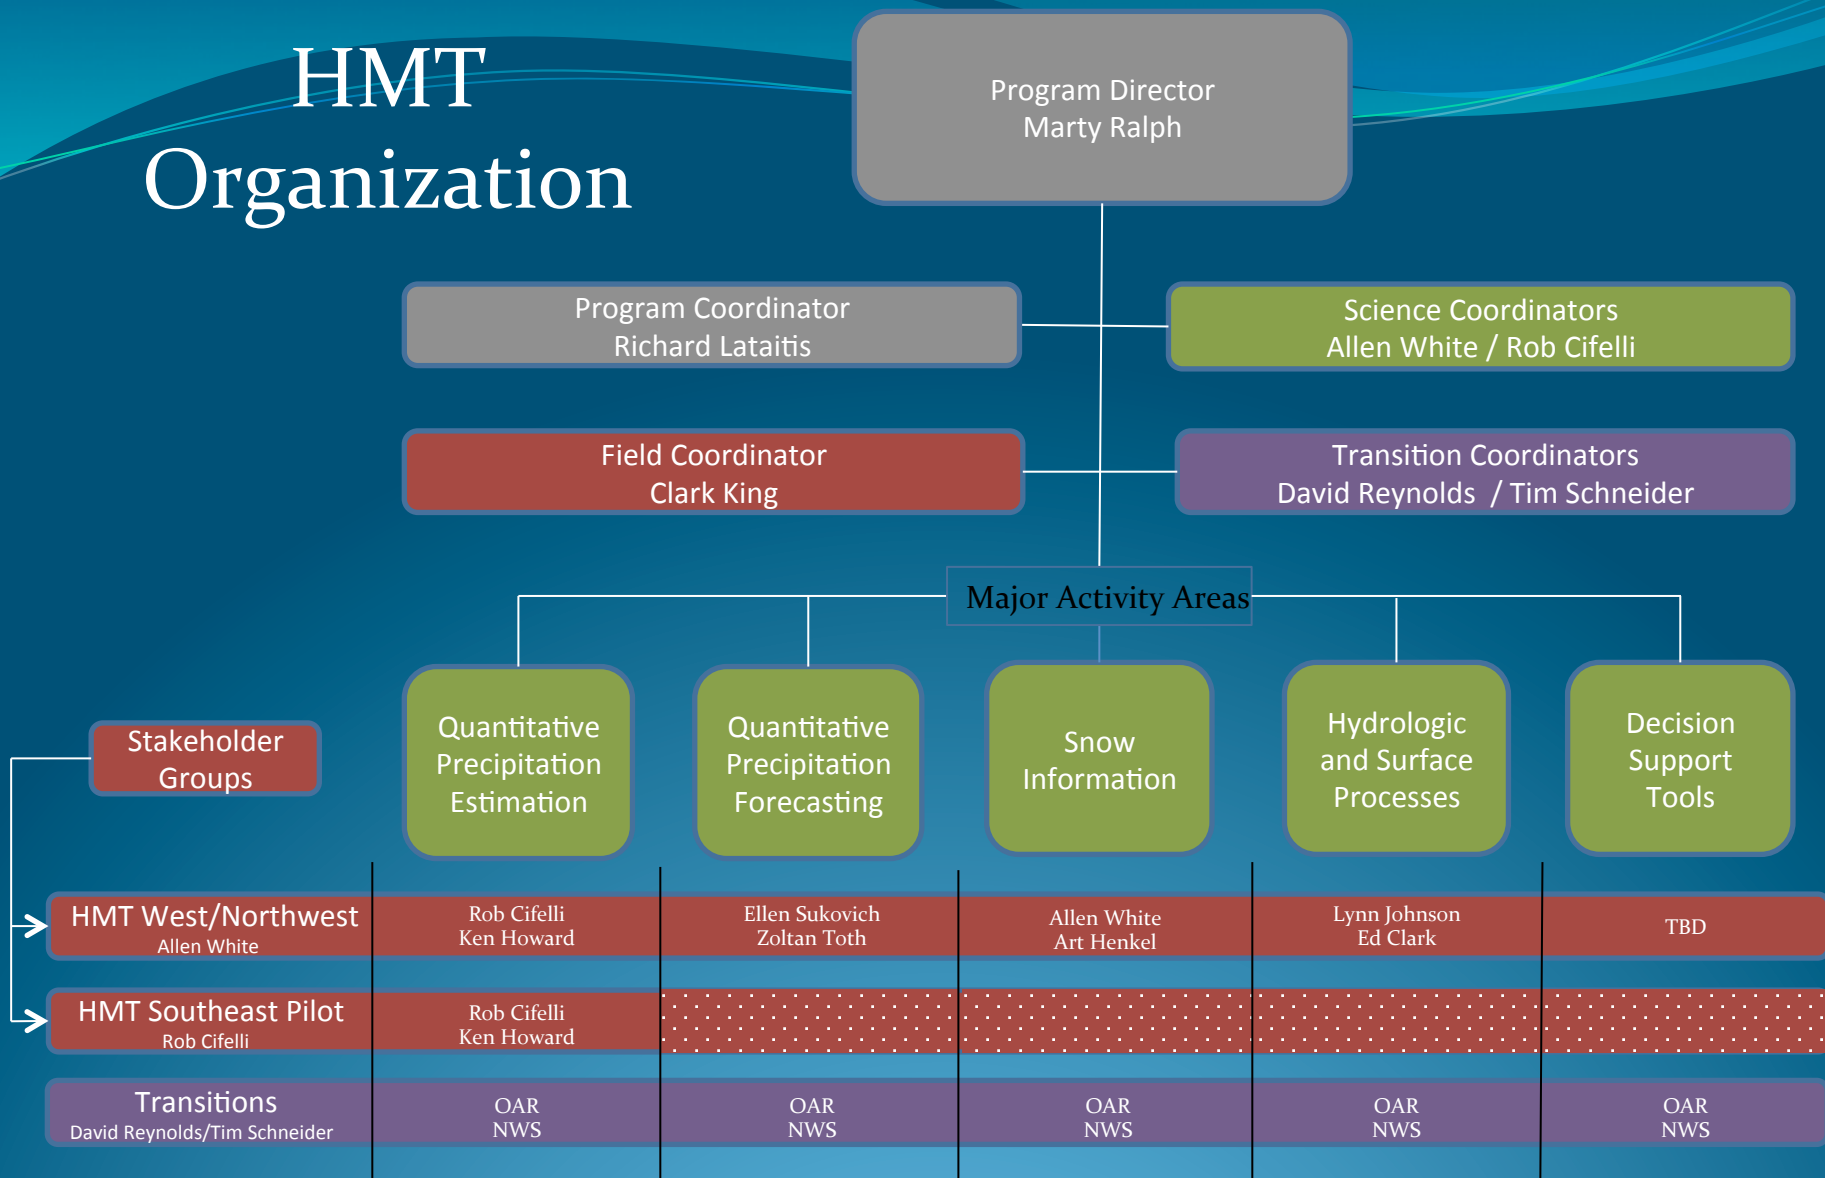 HMT
Organization
Program Director
Marty Ralph
Program Coordinator
Richard Lataitis
Science Coordinators
Allen White / Rob Cifelli
Field Coordinator
Clark King
Transition Coordinators
David Reynolds / Tim Schneider
Major Activity Areas
Stakeholder
Groups
Quantitative
Precipitation
Estimation
Quantitative
Precipitation
Forecasting
Snow
Information
Hydrologic
and Surface
Processes
Decision
Support
Tools
HMT West/Northwest
Allen White
Rob Cifelli
Ken Howard
Ellen Sukovich
Zoltan Toth
Allen White
Art Henkel
Lynn Johnson
Ed Clark
TBD
HMT Southeast Pilot
Rob Cifelli
Rob Cifelli
Ken Howard
Transitions
David Reynolds/Tim Schneider
OAR
NWS
OAR
NWS
OAR
NWS
OAR
NWS
OAR
NWS